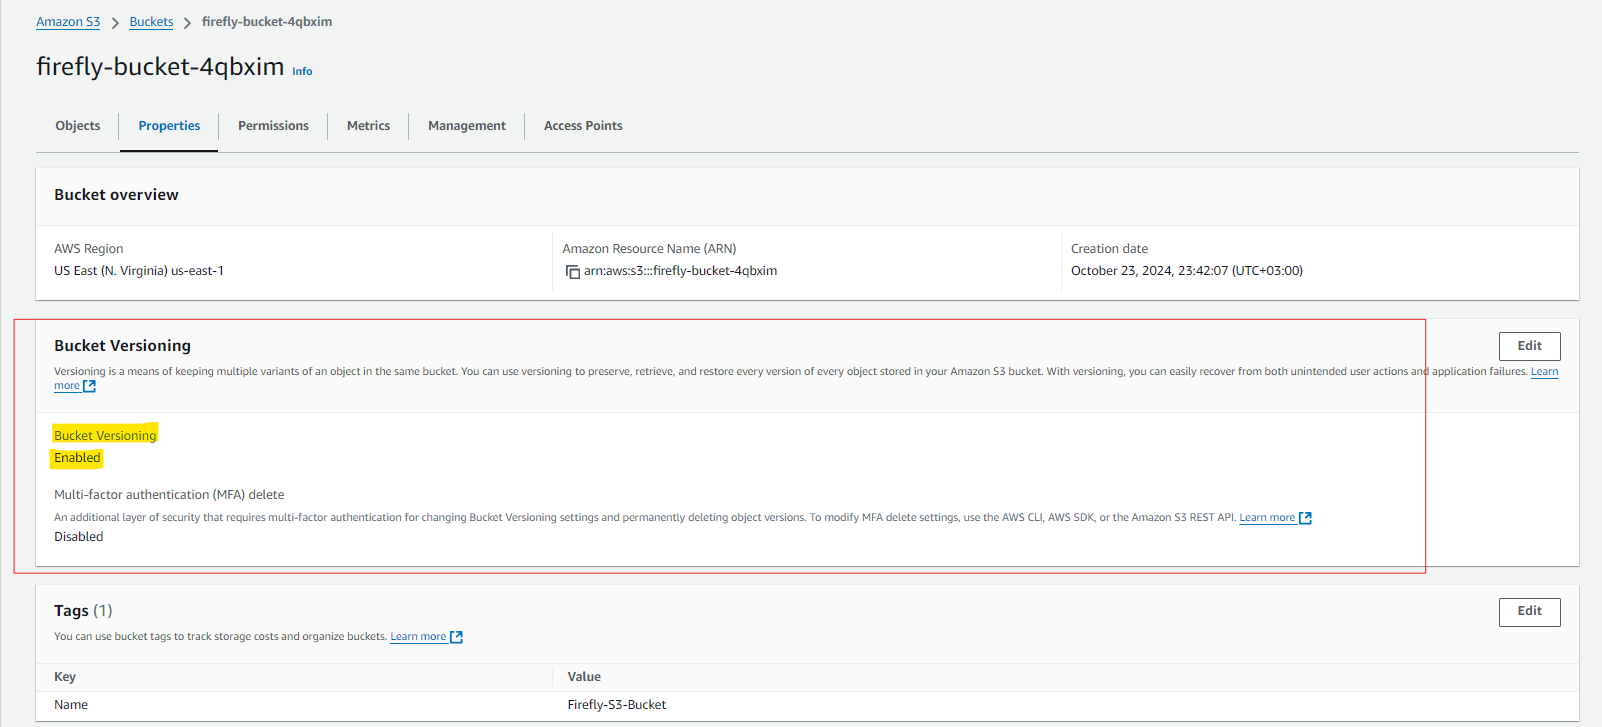 Amazon S3 > Buckets > firefly-bucket-4qbxim
firefly-bucket-4qbxim Info
Objects Properties Permissions Metrics Management Access Points
Bucket overview
AWS Region
US East (N. Virginia) us-east-1
Amazon Resource Name (ARN)
arn:aws:s3:::firefly-bucket-4qbxim
Creation date
October 23, 2024, 23:42:07 (UTC+03:00)
Bucket Versioning
Edit
Versioning is a means of keeping multiple variants of an object in the same bucket. You can use versioning to preserve, retrieve, and restore every version of every object stored in your Amazon S3 bucket. With versioning, you can easily recover from both unintended user actions and application failures. Learn
more
Bucket Versioning
Enabled
Multi-factor authentication (MFA) delete
An additional layer of security that requires multi-factor authentication for changing Bucket Versioning settings and permanently deleting object versions. To modify MFA delete settings, use the AWS CLI, AWS SDK, or the Amazon S3 REST API. Learn more
Disabled
Tags (1)
Edit
You can use bucket tags to track storage costs and organize buckets. Learn more
Key Value
Name Firefly-S3-Bucket